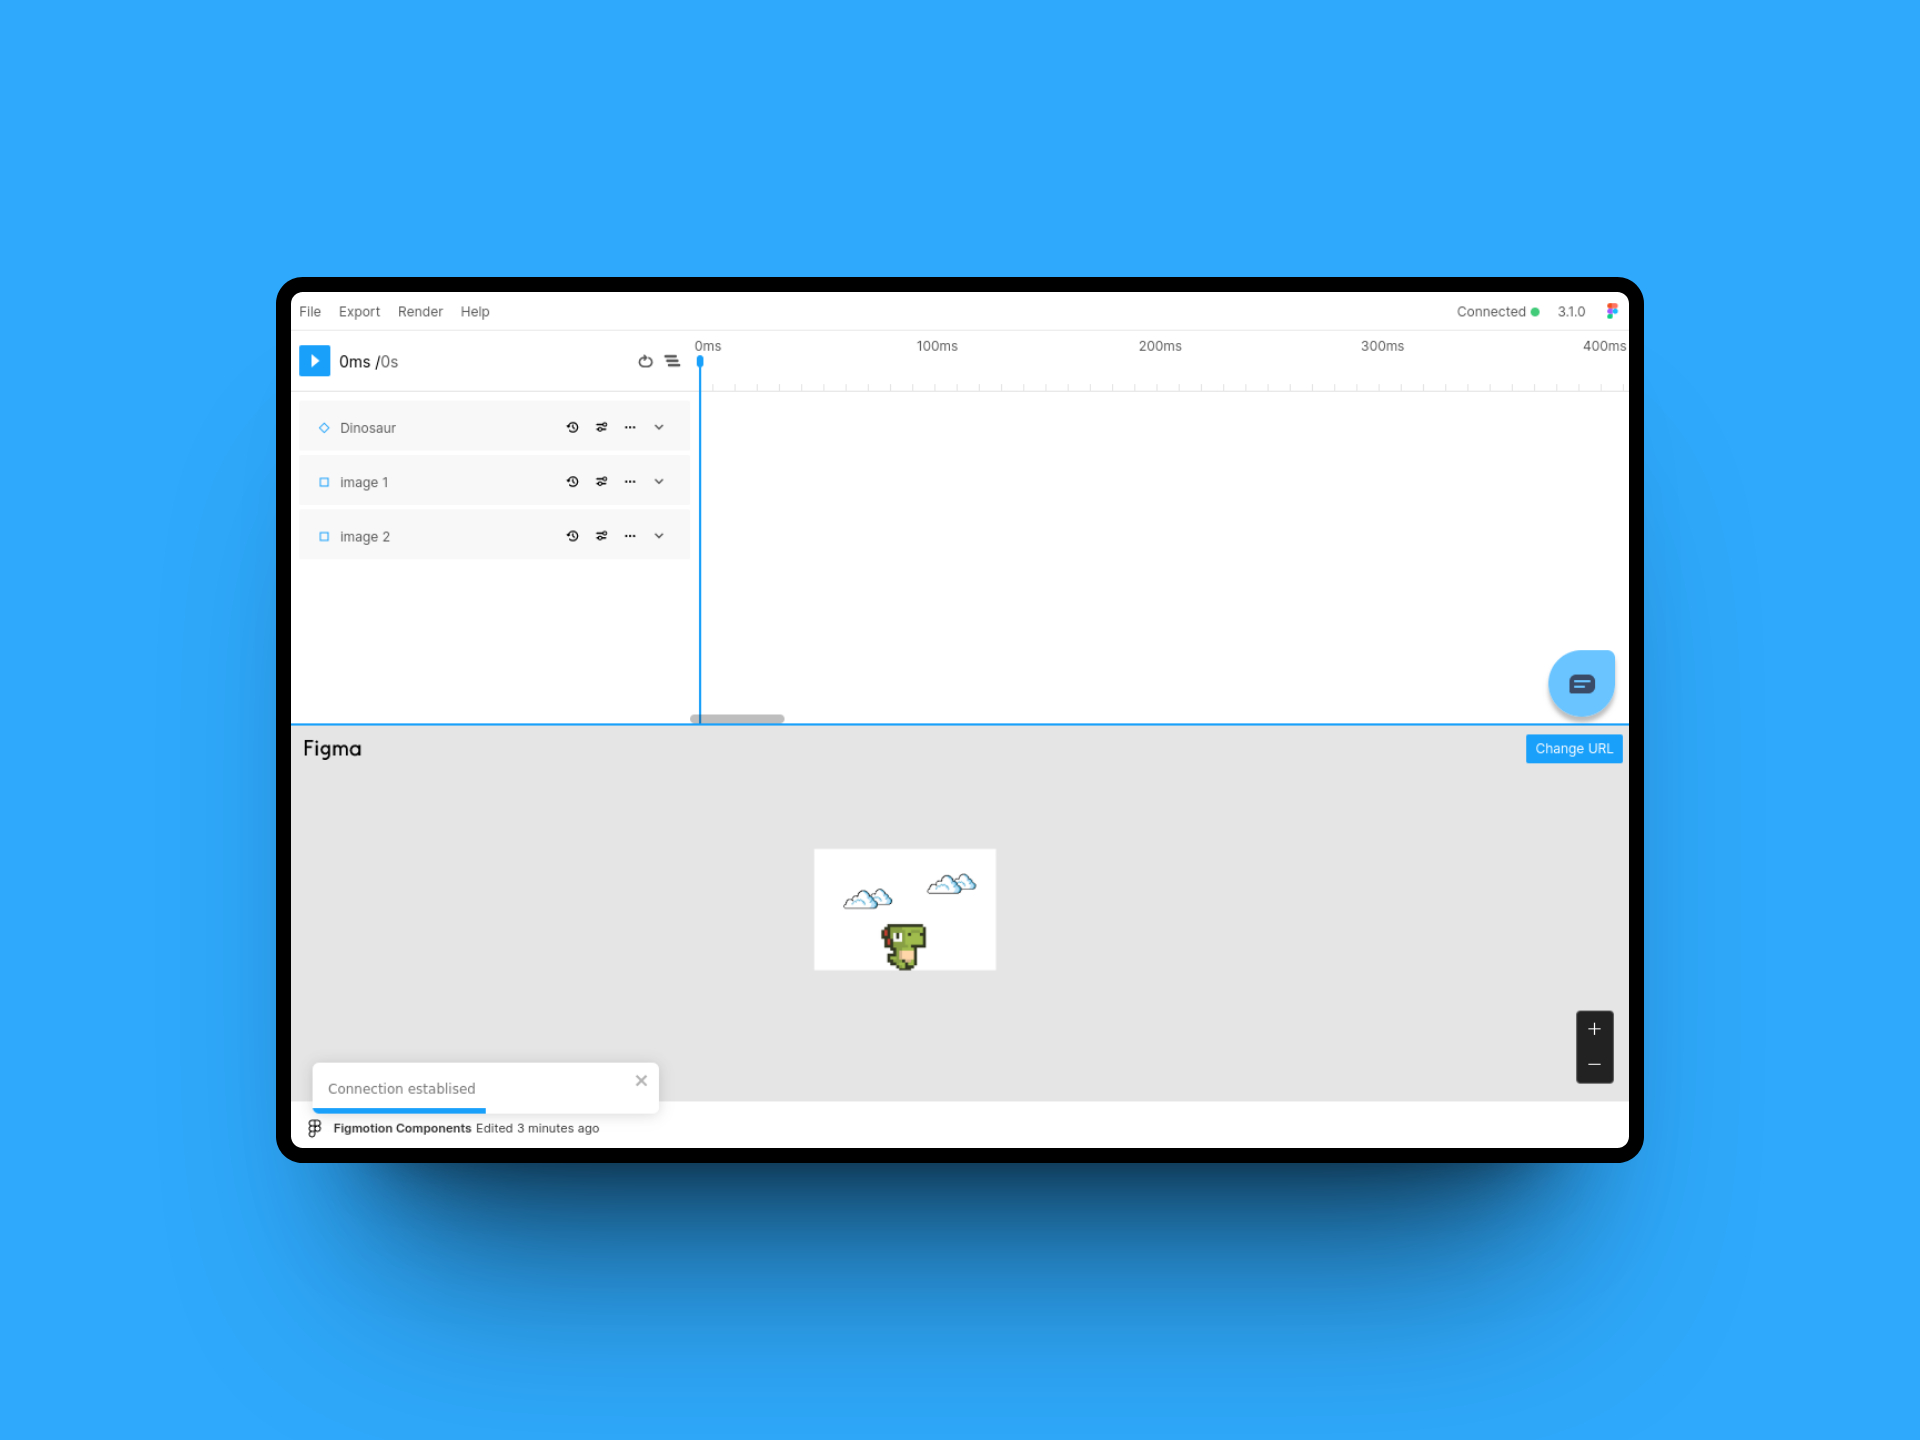 File Export Render Help Connected 3.1.0
0ms /0s 0ms 100ms 200ms 300ms 400ms
Dinosaur
image 1
image 2
Figma Change URL
Connection establised
Figmotion Components Edited 3 minutes ago